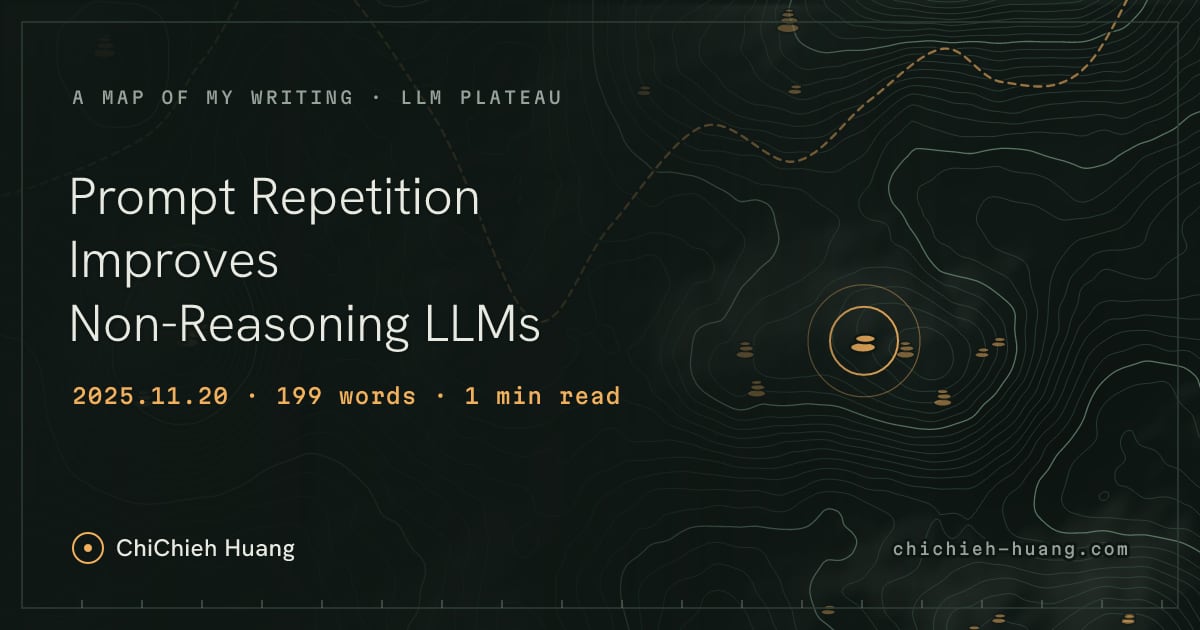 A MAP OF MY WRITING · LLM PLATEAU
Prompt Repetition
Improves
Non-Reasoning LLMs
2025.11.20 · 199 words · 1 min read
ChiChieh Huang
chichieh-huang.com